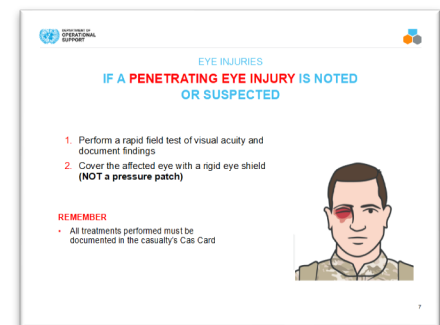 DEPARTMENT OF
OPERATIONAL
SUPPORT
EYE INJURIES
IF A PENETRATING EYE INJURY IS NOTED
OR SUSPECTED
1. Perform a rapid field test of visual acuity and
document findings
2. Cover the affected eye with a rigid eye shield
(NOT a pressure patch)
REMEMBER
• All treatments performed must be
documented in the casualty's Cas Card
7